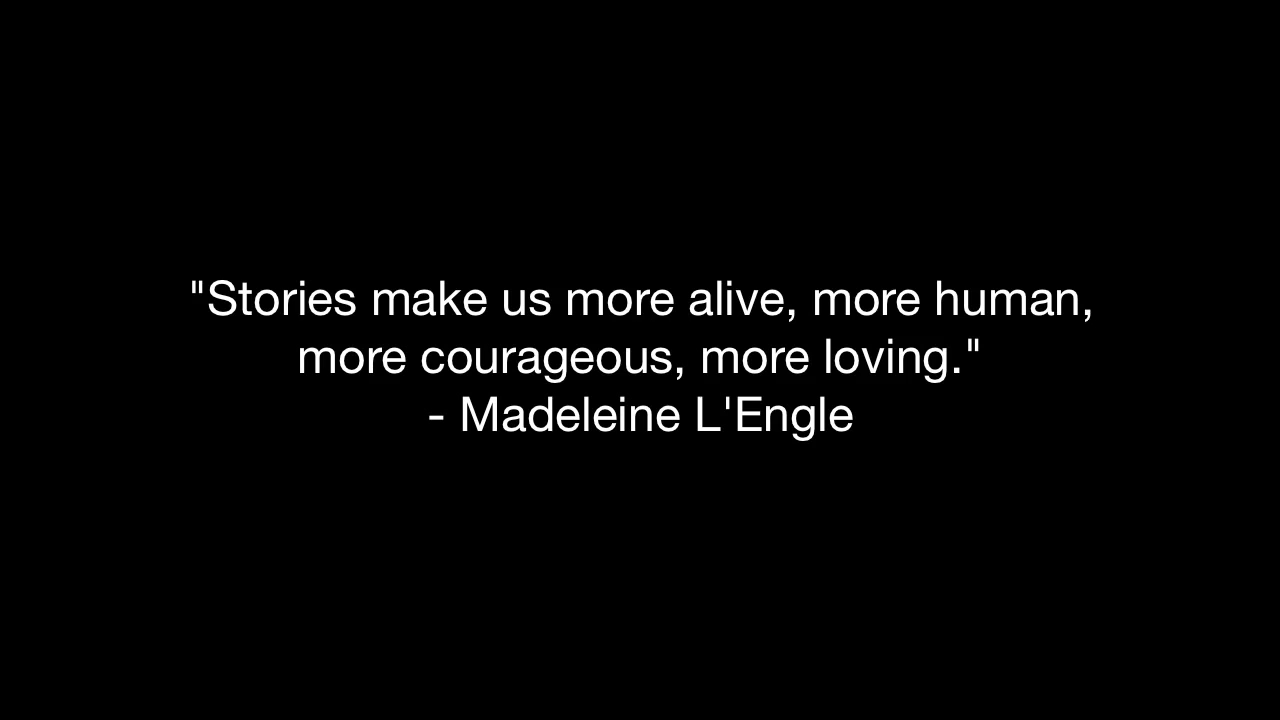 "Stories make us more alive, more human,
more courageous, more loving."
- Madeleine L'Engle